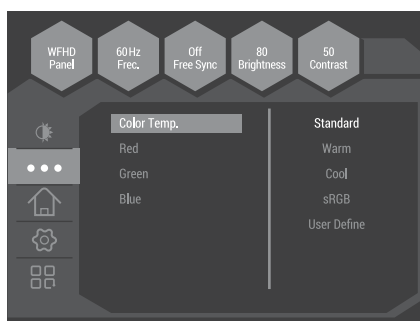 WFHD
Panel
60Hz
Frec.
Off
Free Sync
80
Brightness
50
Contrast
Color Temp.
Red
Green
Blue
Standard
Warm
Cool
sRGB
User Define